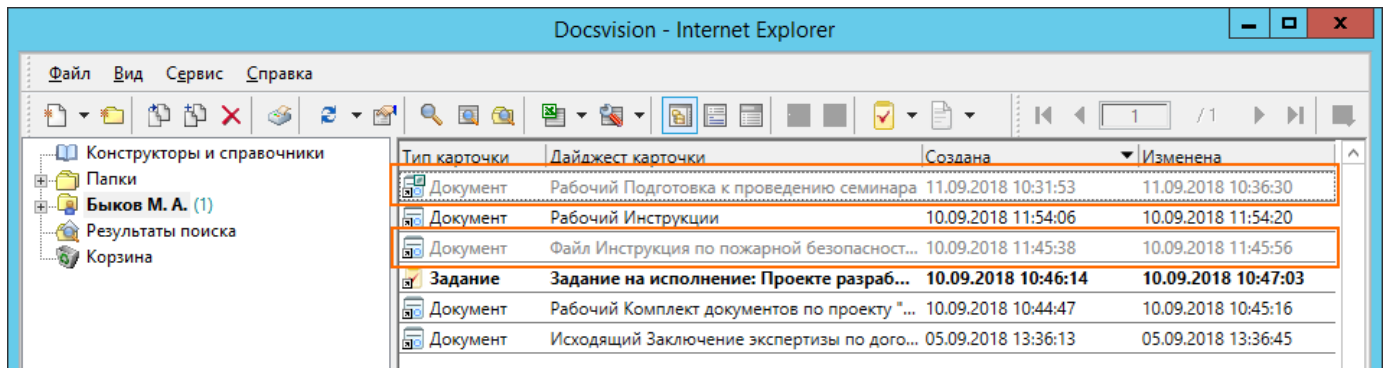 Docsvision - Internet Explorer
Файл Вид Сервис Справка
1 / 1
Конструкторы и справочники
Папки
Быков М. А. (1)
Результаты поиска
Корзина
Тип карточки Дайджест карточки Создана Изменена
Документ Рабочий Подготовка к проведению семинара 11.09.2018 10:31:53 11.09.2018 10:36:30
Документ Рабочий Инструкции 10.09.2018 11:54:06 10.09.2018 11:54:20
Документ Файл Инструкция по пожарной безопасност... 10.09.2018 11:45:38 10.09.2018 11:45:56
Задание Задание на исполнение: Проекте разраб... 10.09.2018 10:46:14 10.09.2018 10:47:03
Документ Рабочий Комплект документов по проекту "... 10.09.2018 10:44:47 10.09.2018 10:45:16
Документ Исходящий Заключение экспертизы по дого... 05.09.2018 13:36:13 05.09.2018 13:36:45